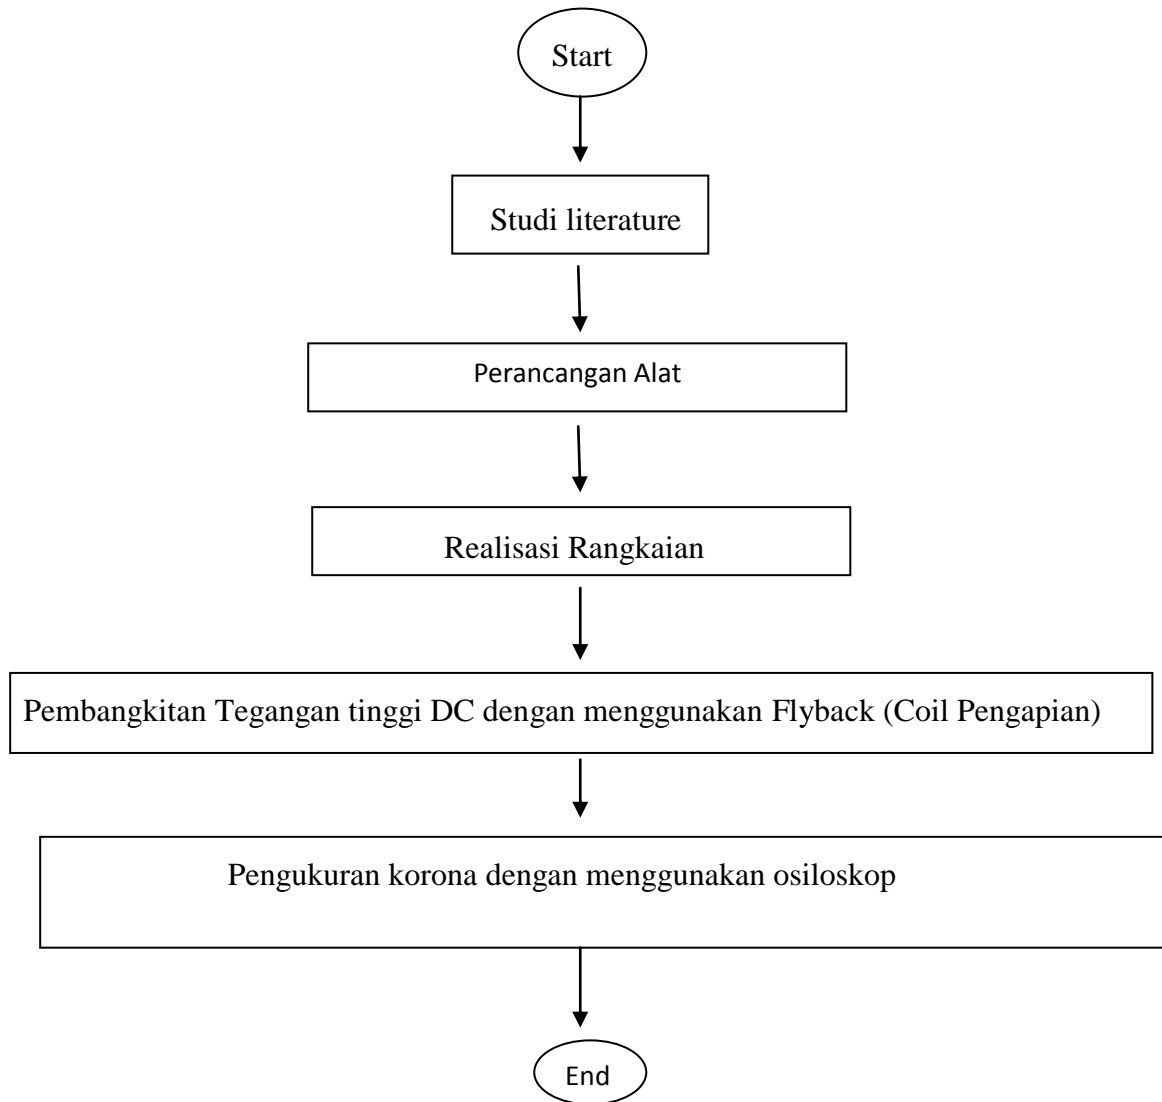 Start
Studi literature
Perancangan Alat
Realisasi Rangkaian
Pembangkitan Tegangan tinggi DC dengan menggunakan Flyback (Coil Pengapian)
Pengukuran korona dengan menggunakan osiloskop
End